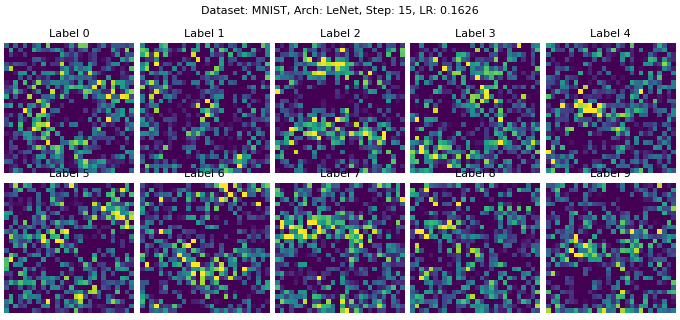 Dataset: MNIST, Arch: LeNet, Step: 15, LR: 0.1626
Label 0 Label 1 Label 2 Label 3 Label 4
Label 5 Label 6 Label 7 Label 8 Label 9